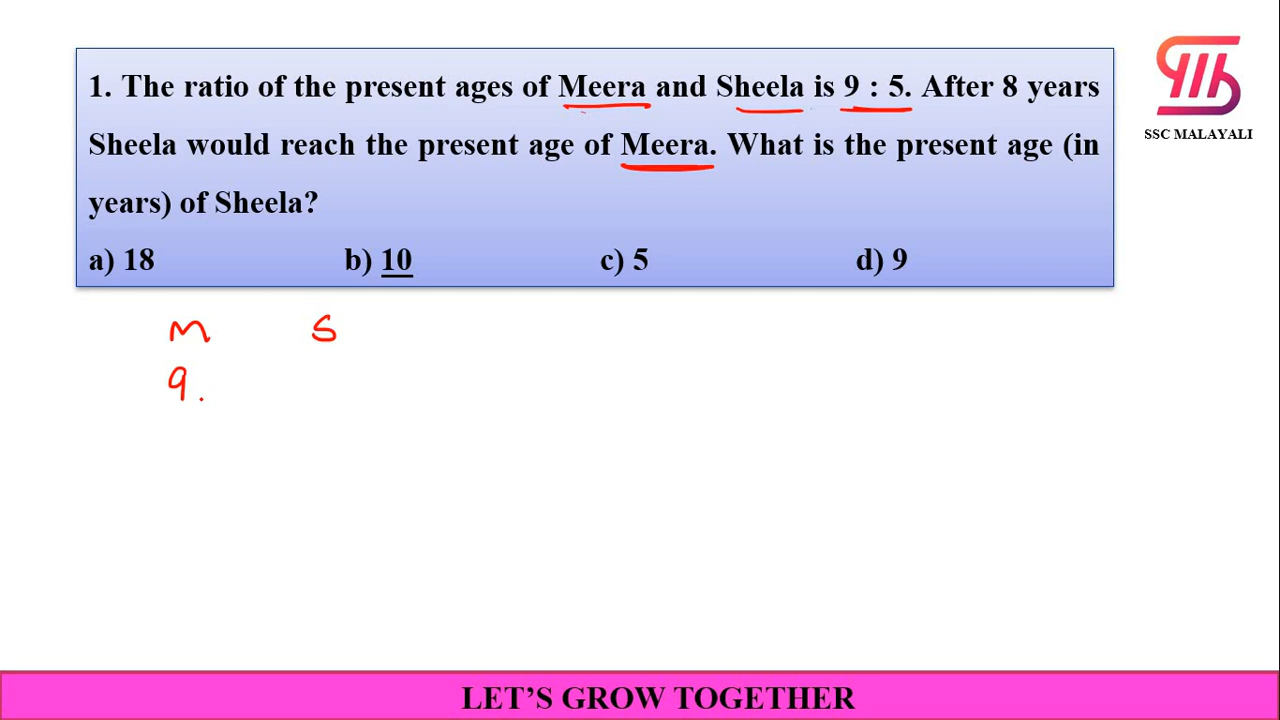 1. The ratio of the present ages of Meera and Sheela is 9 : 5. After 8 years
Sheela would reach the present age of Meera. What is the present age (in
years) of Sheela?
a) 18 b) 10 c) 5 d) 9
SSC MALAYALI
M S
9.
LET’S GROW TOGETHER